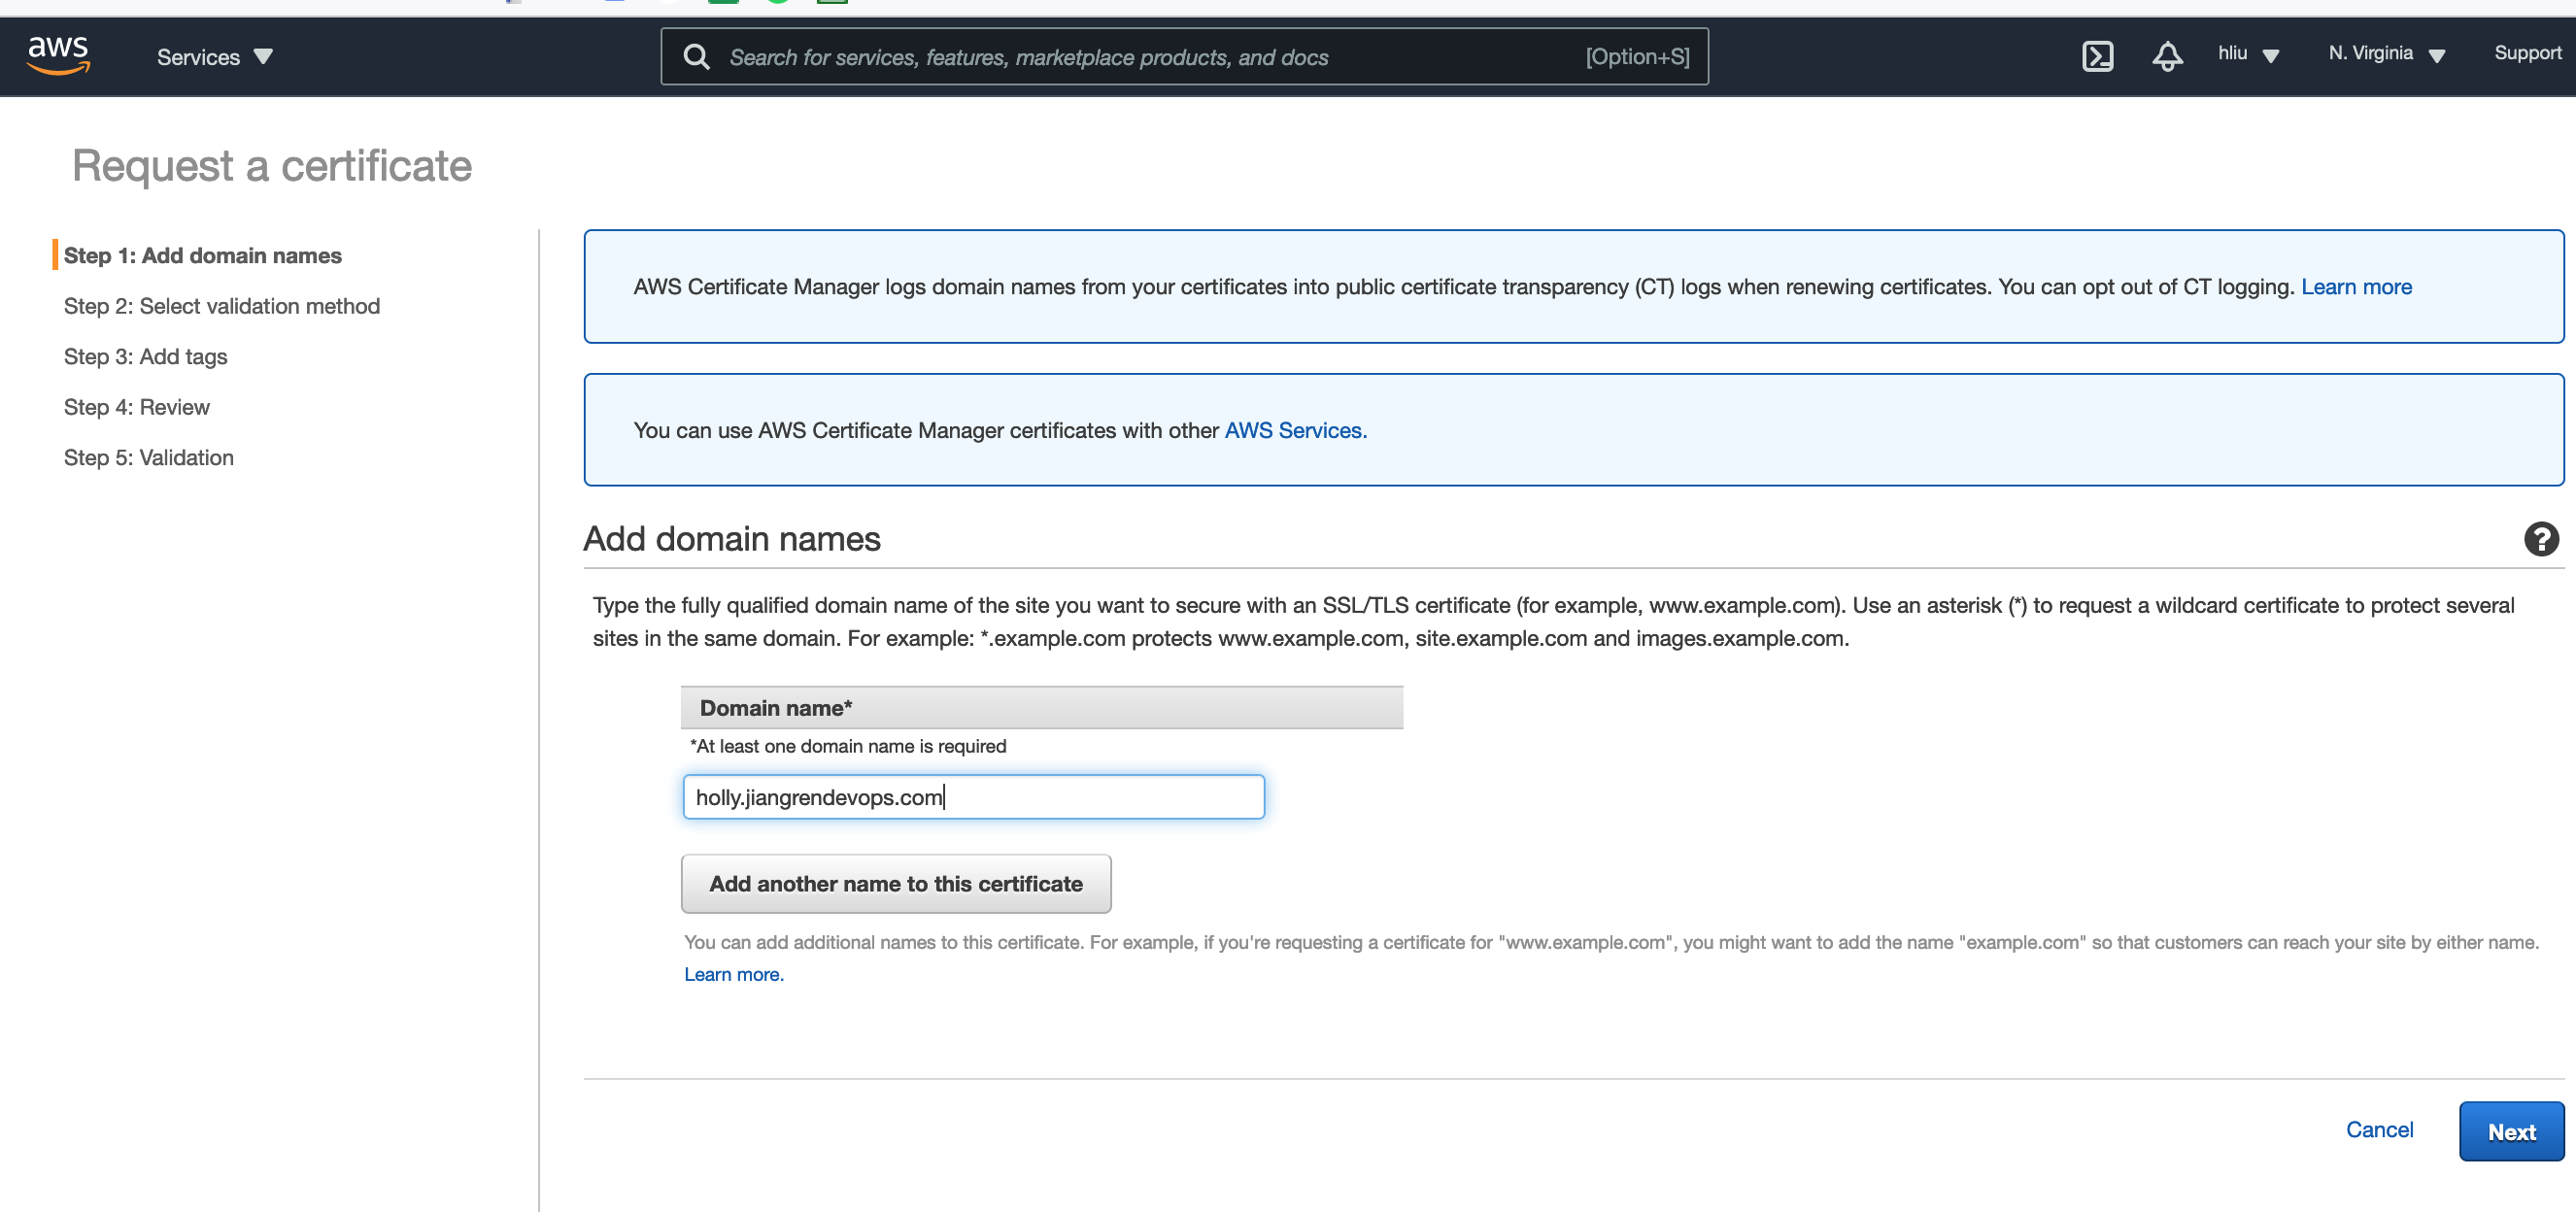 aws
Services
Search for services, features, marketplace products, and docs
[Option+S]
hliu
N. Virginia
Support
Request a certificate
Step 1: Add domain names
Step 2: Select validation method
Step 3: Add tags
Step 4: Review
Step 5: Validation
AWS Certificate Manager logs domain names from your certificates into public certificate transparency (CT) logs when renewing certificates. You can opt out of CT logging. Learn more
You can use AWS Certificate Manager certificates with other AWS Services.
Add domain names
?
Type the fully qualified domain name of the site you want to secure with an SSL/TLS certificate (for example, www.example.com). Use an asterisk (*) to request a wildcard certificate to protect several
sites in the same domain. For example: *.example.com protects www.example.com, site.example.com and images.example.com.
Domain name*
*At least one domain name is required
holly.jiangrendevops.com
Add another name to this certificate
You can add additional names to this certificate. For example, if you're requesting a certificate for "www.example.com", you might want to add the name "example.com" so that customers can reach your site by either name.
Learn more.
Cancel
Next